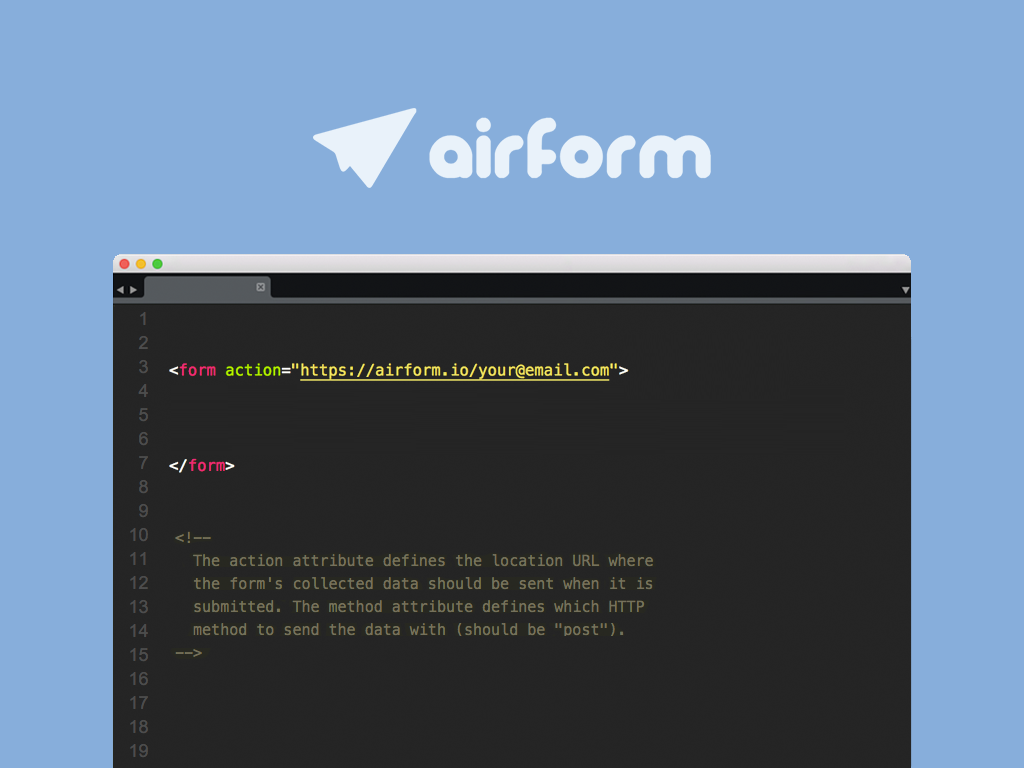 airform
1
2
3 <form action="https://airform.io/your@email.com">
4
5
6
7 </form>
8
9
10 <!--
11 The action attribute defines the location URL where
12 the form's collected data should be sent when it is
13 submitted. The method attribute defines which HTTP
14 method to send the data with (should be "post").
15 -->
16
17
18
19